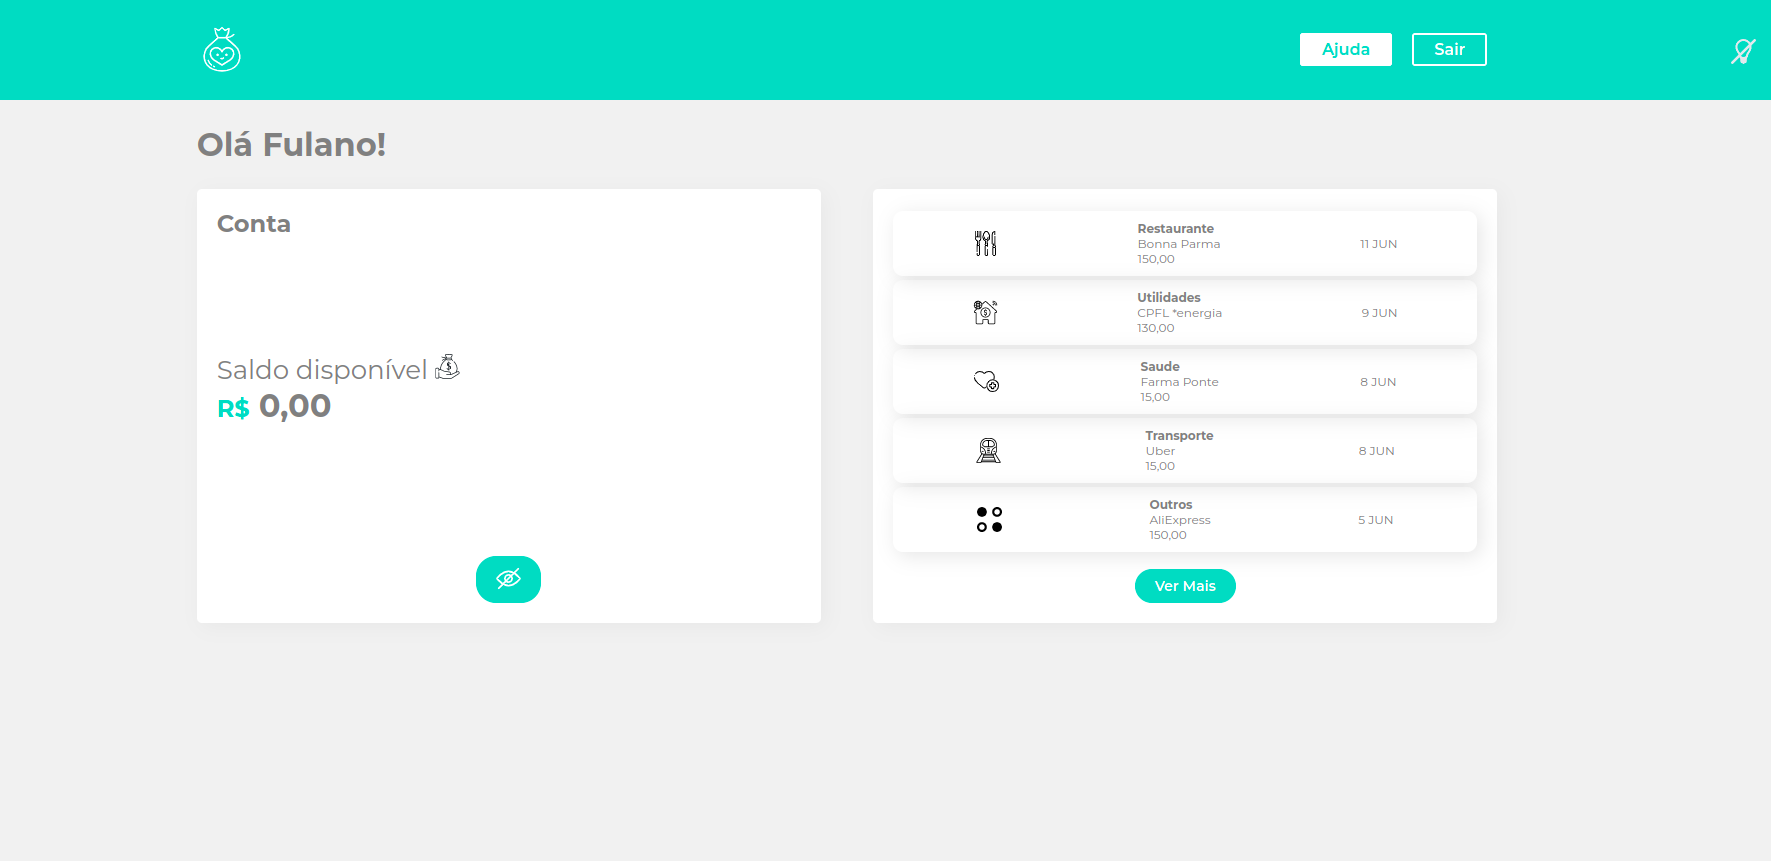 Ajuda
Sair
Olá Fulano!
Conta
Saldo disponível
R$ 0,00
Restaurante
Bonna Parma
150,00
11 JUN
Utilidades
CPFL *energia
130,00
9 JUN
Saude
Farma Ponte
15,00
8 JUN
Transporte
Uber
15,00
8 JUN
Outros
AliExpress
150,00
5 JUN
Ver Mais